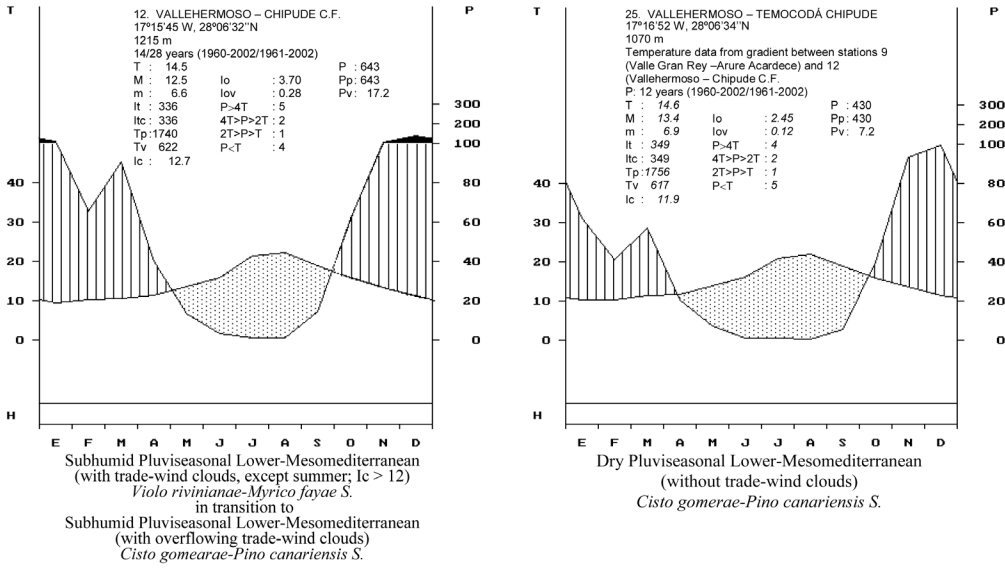 T
P
12. VALLEHERMOSO – CHIPUDE C.F.
17º15'45 W, 28º06'32''N
1215 m
14/28 years (1960-2002/1961-2002)
T : 14.5 P : 643
M : 12.5 Io : 3.70 Pp: 643
m : 6.6 Iov : 0.28 Pv: 17.2
It : 336 P>4T : 5
Itc : 336 4T>P>2T : 2
Tp :1740 2T>P>T : 1
Tv 622 P<T : 4
Ic : 12.7
300
200
100
40 80
30 60
20 40
10 20
0 0
H
E F M A M J J A S O N D
Subhumid Pluviseasonal Lower-Mesomediterranean
(with trade-wind clouds, except summer; Ic > 12)
Violo rivinianae-Myrico fayae S.
in transition to
Subhumid Pluviseasonal Lower-Mesomediterranean
(with overflowing trade-wind clouds)
Cisto gomearae-Pino canariensis S.
T
P
25. VALLEHERMOSO – TEMOCODÁ CHIPUDE
17º16'52 W, 28º06'34''N
1070 m
Temperature data from gradient between stations 9
(Valle Gran Rey –Arure Acardece) and 12
(Vallehermoso – Chipude C.F.
P: 12 years (1960-2002/1961-2002)
T : 14.6 P : 430
M : 13.4 Io : 2.45 Pp: 430
m : 6.9 Iov : 0.12 Pv : 7.2
It : 349 P>4T : 4
Itc : 349 4T>P>2T : 2
Tp :1756 2T>P>T : 1
Tv 617 P<T : 5
Ic : 11.9
300
200
100
40 80
30 60
20 40
10 20
0 0
H
E F M A M J J A S O N D
Dry Pluviseasonal Lower-Mesomediterranean
(without trade-wind clouds)
Cisto gomerae-Pino canariensis S.